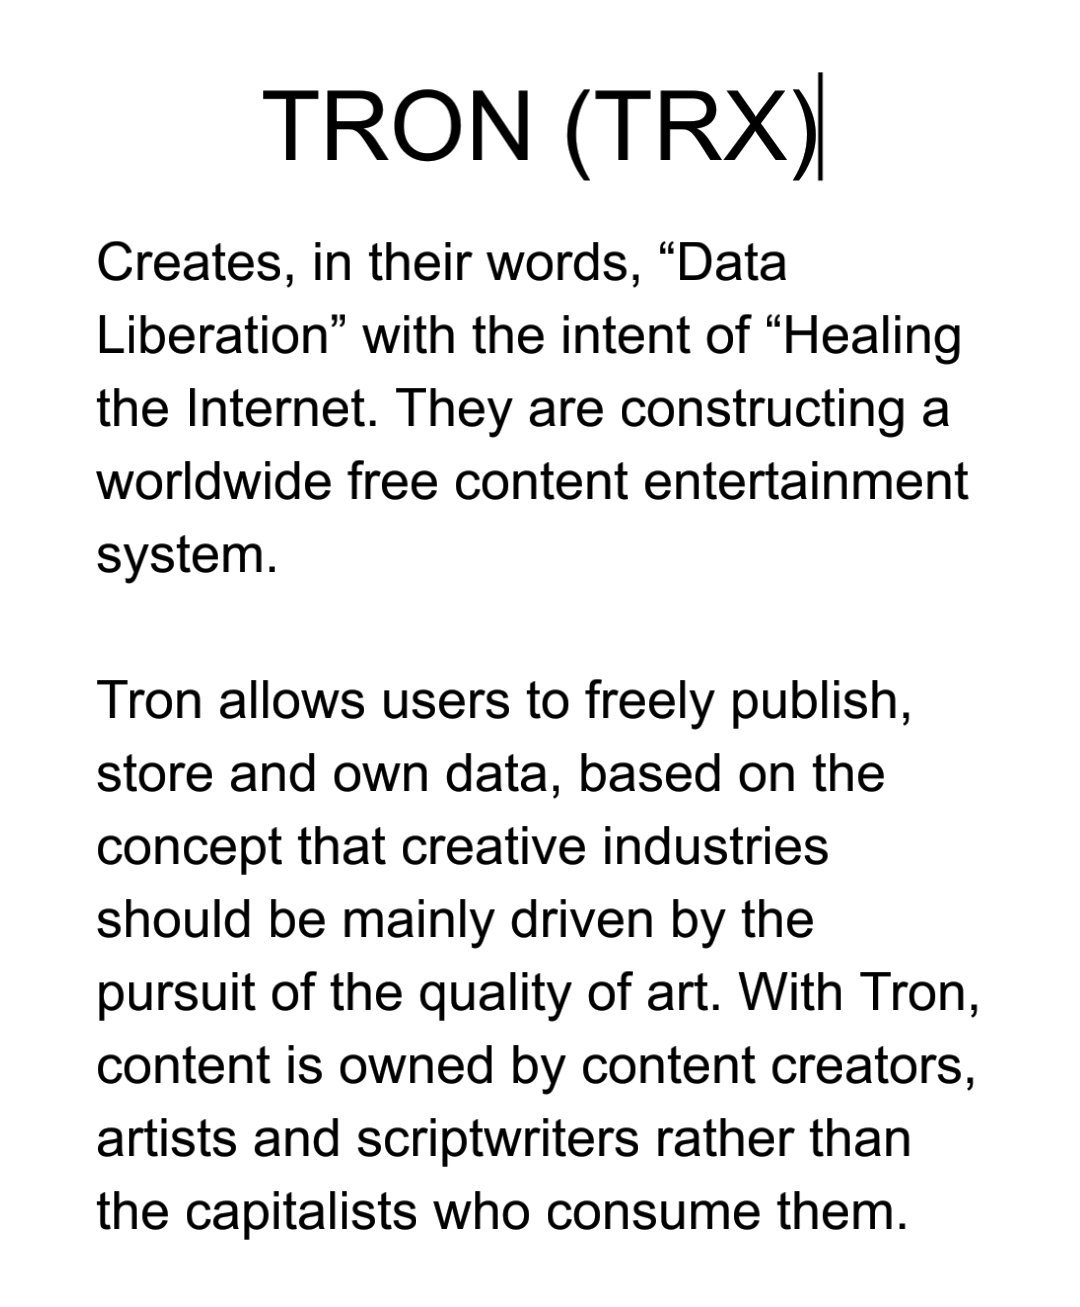 TRON (TRX)
Creates, in their words, “Data
Liberation” with the intent of “Healing
the Internet. They are constructing a
worldwide free content entertainment
system.
Tron allows users to freely publish,
store and own data, based on the
concept that creative industries
should be mainly driven by the
pursuit of the quality of art. With Tron,
content is owned by content creators,
artists and scriptwriters rather than
the capitalists who consume them.